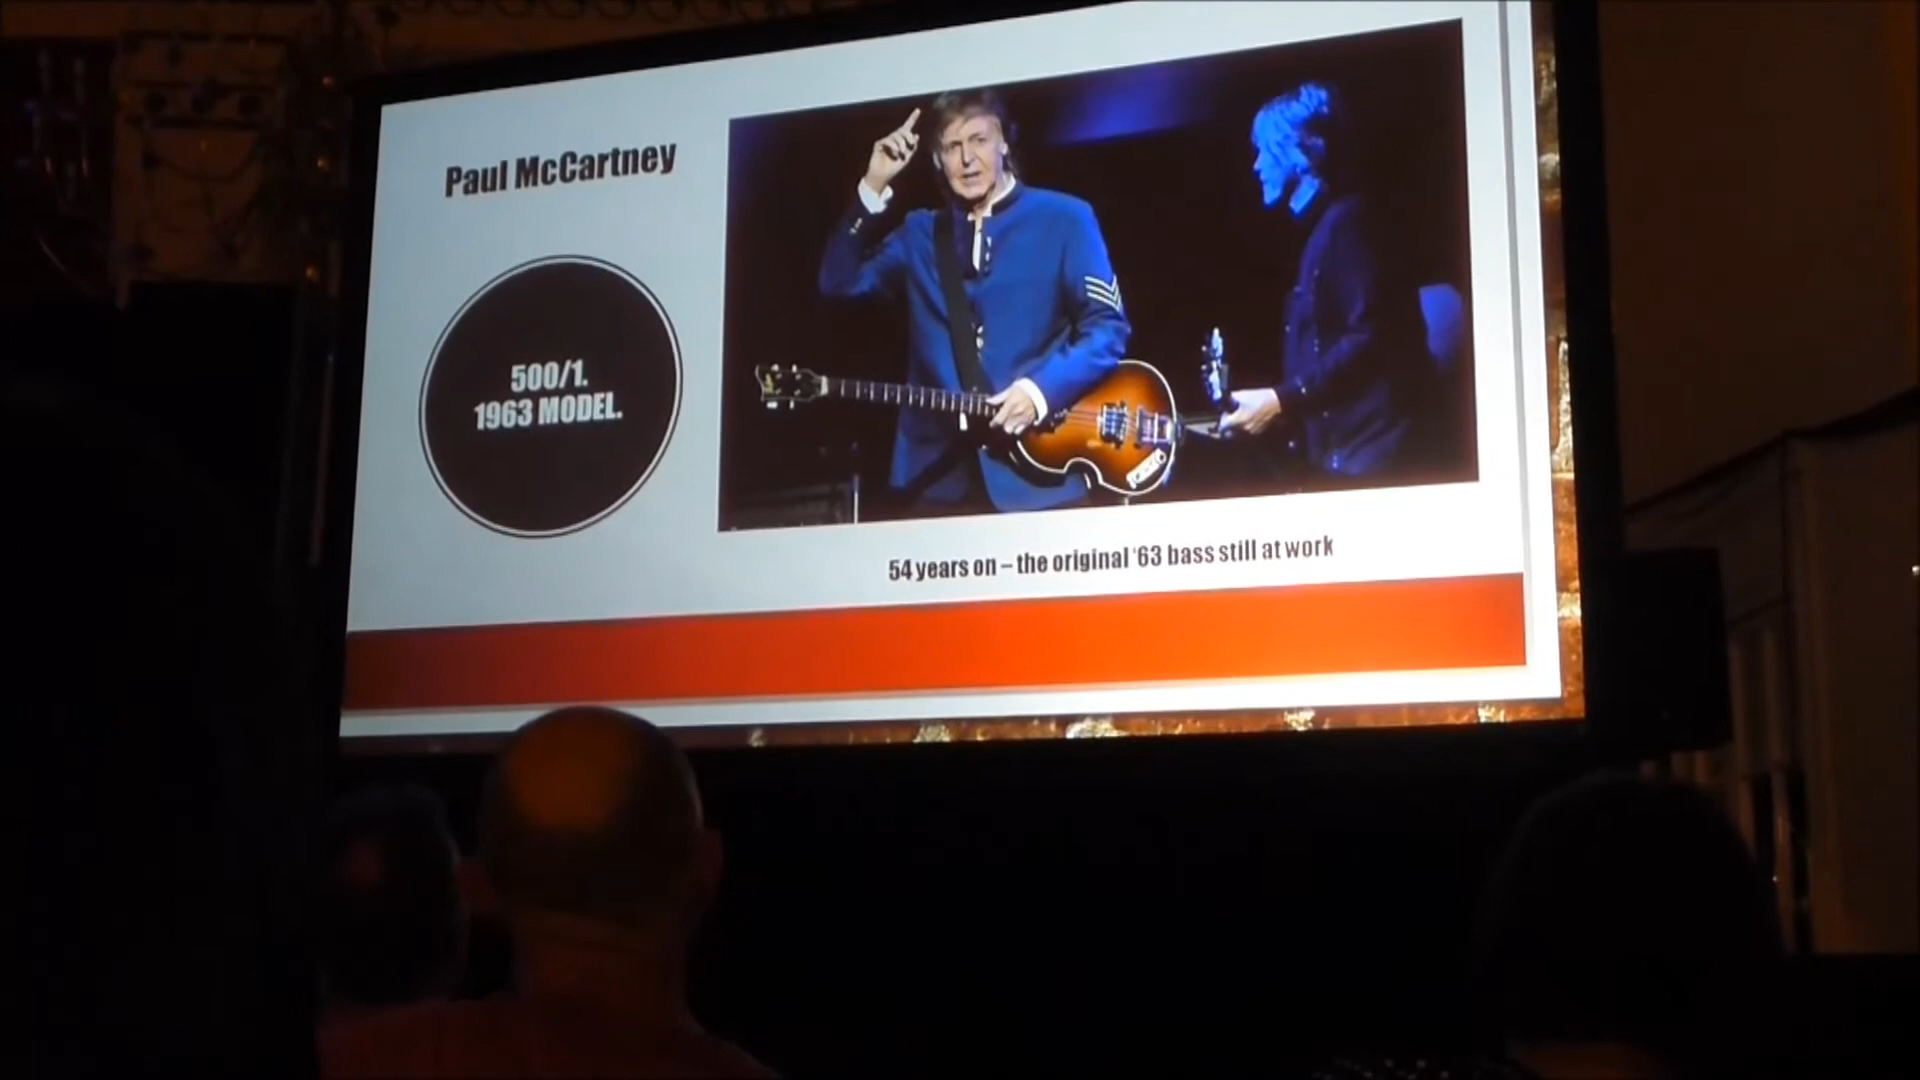 Paul McCartney
500/1.
1963 MODEL.
54 years on – the original '63 bass still at work